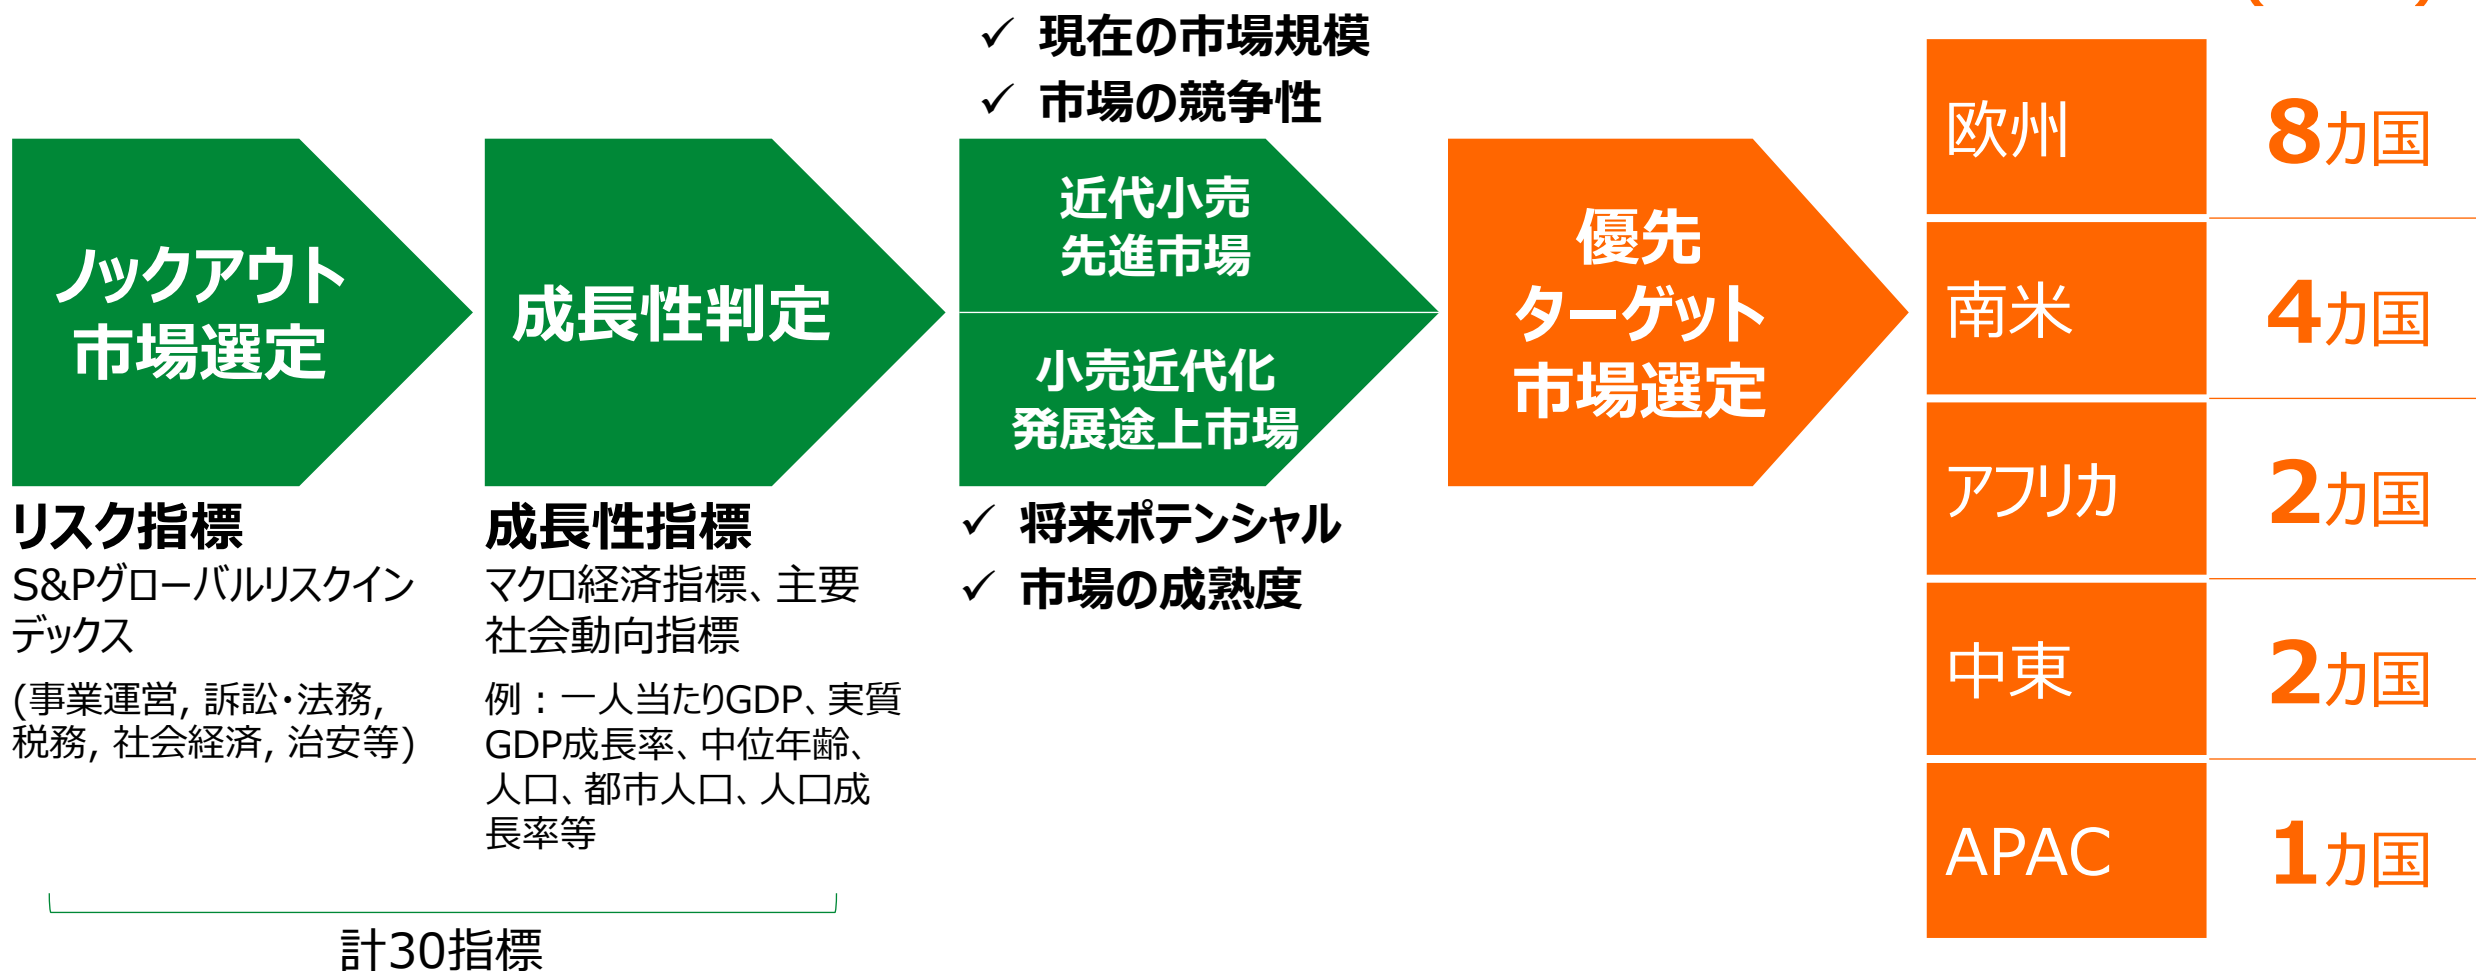 ノックアウト
市場選定
リスク指標
S&Pグローバルリスクイン
デックス
(事業運営, 訴訟・法務,
税務, 社会経済, 治安等)
成長性判定
成長性指標
マクロ経済指標、主要
社会動向指標
例：一人当たりGDP、実質
GDP成長率、中位年齢、
人口、都市人口、人口成
長率等
計30指標
✓ 現在の市場規模
✓ 市場の競争性
近代小売
先進市場
小売近代化
発展途上市場
✓ 将来ポテンシャル
✓ 市場の成熟度
優先
ターゲット
市場選定
欧州 8カ国
南米 4カ国
アフリカ 2カ国
中東 2カ国
APAC 1カ国